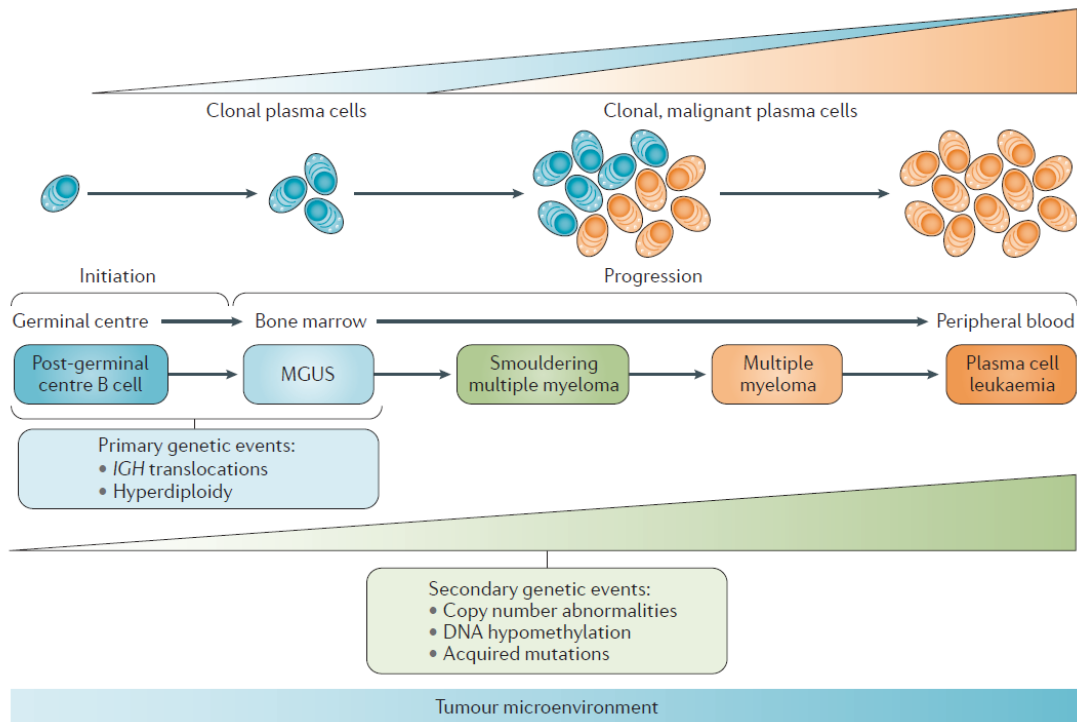 Clonal plasma cells
Clonal, malignant plasma cells
Initiation
Progression
Germinal centre
Bone marrow
Peripheral blood
Post-germinal
centre B cell
MGUS
Smouldering
multiple myeloma
Multiple
myeloma
Plasma cell
leukaemia
Primary genetic events:
• IGH translocations
• Hyperdiploidy
Secondary genetic events:
• Copy number abnormalities
• DNA hypomethylation
• Acquired mutations
Tumour microenvironment